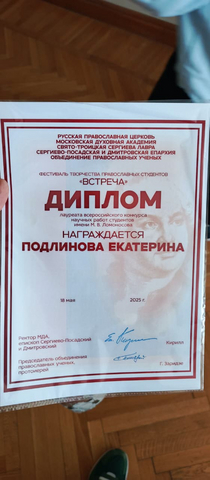 РУССКАЯ ПРАВОСЛАВНАЯ ЦЕРКОВЬ
МОСКОВСКАЯ ДУХОВНАЯ АКАДЕМИЯ
СВЯТО-ТРОИЦКАЯ СЕРГИЕВА ЛАВРА
СЕРГИЕВО-ПОСАДСКАЯ И ДМИТРОВСКАЯ ЕПАРХИЯ
ОБЪЕДИНЕНИЕ ПРАВОСЛАВНЫХ УЧЕНЫХ
ФЕСТИВАЛЬ ТВОРЧЕСТВА ПРАВОСЛАВНЫХ СТУДЕНТОВ
«ВСТРЕЧА»
ДИПЛОМ
лауреата всероссийского конкурса
научных работ студентов
имени М. В. Ломоносова
НАГРАЖДАЕТСЯ
ПОДЛИНОВА ЕКАТЕРИНА
18 мая 2025 г.
Ректор МДА,
епископ Сергиево-Посадский
и Дмитровский
Кирилл
Председатель объединения
православных ученых,
протоиерей
Г. Заридзе